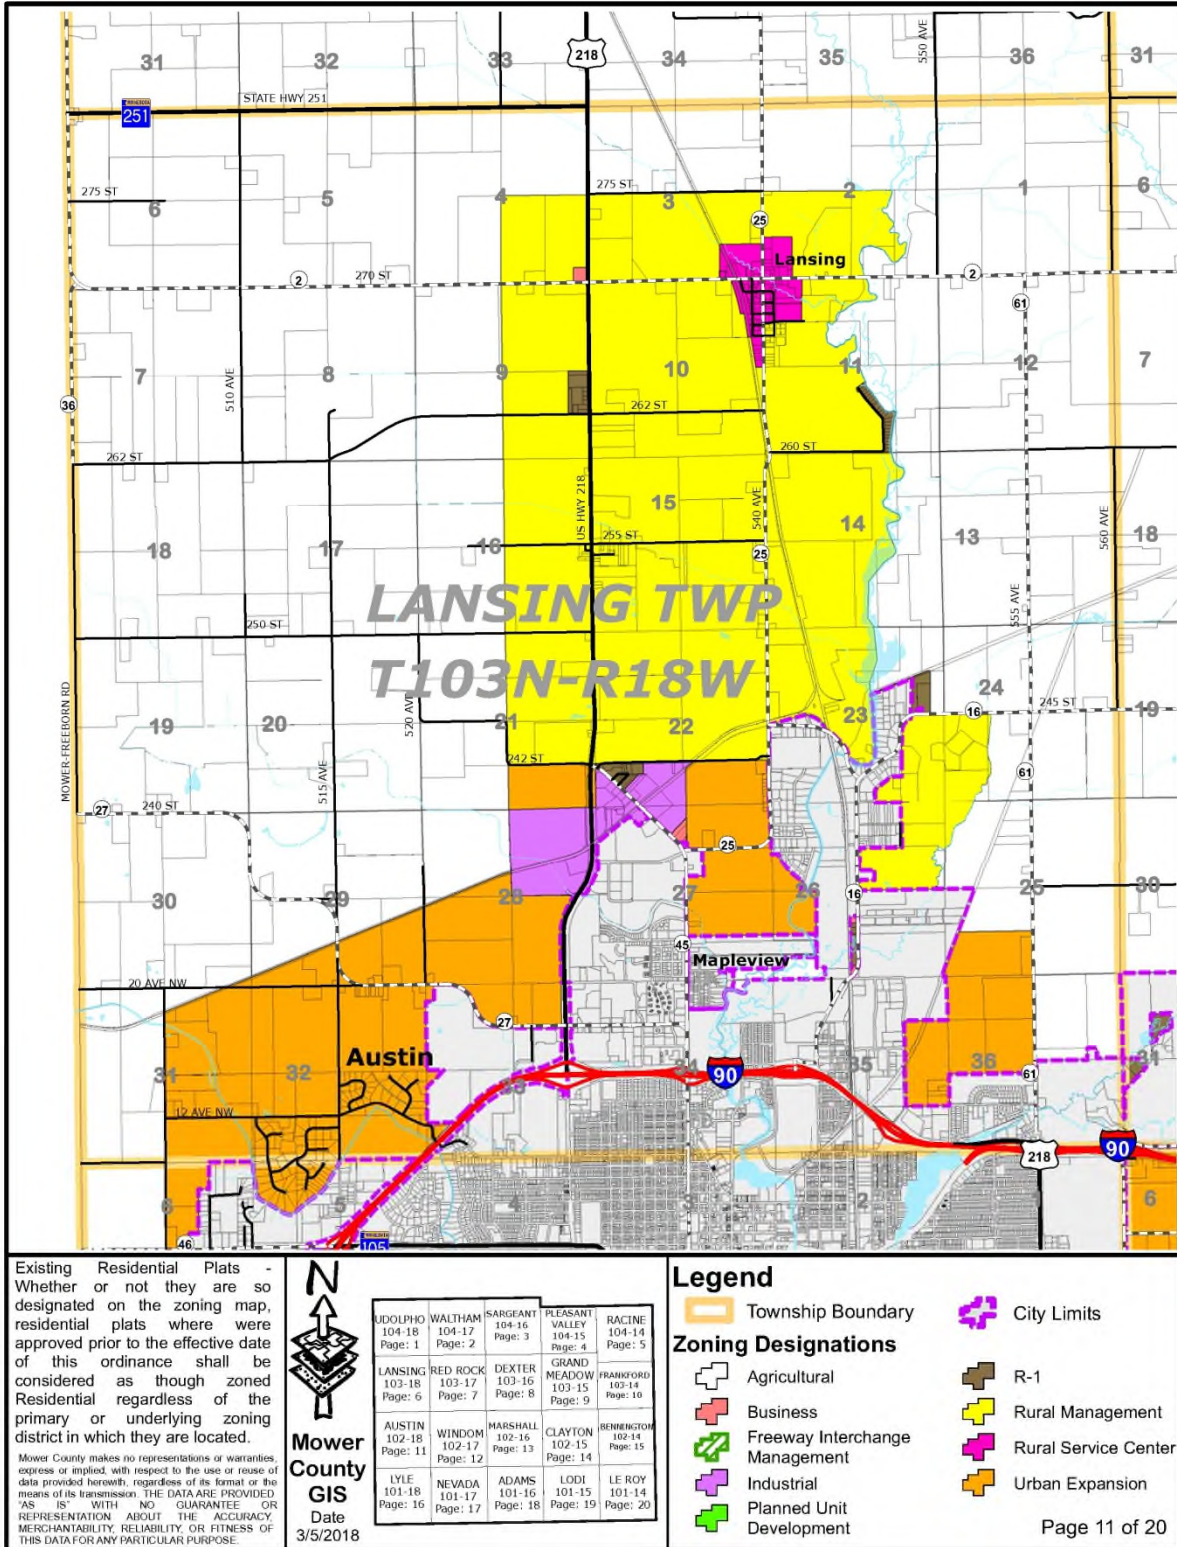 31
32
33
218
34
35
550 AVE
36
31
STATE HWY 251
251
275 ST
6
5
4
275 ST
3
2
1
6
25
Lansing
2
270 ST
2
61
7
510 AVE
8
9
10
11
12
7
36
262 ST
262 ST
260 ST
US HWY 218
15
540 AVE
14
13
560 AVE
18
18
17
16
255 ST
25
LANSING TWP
250 ST
555 AVE
T103N-R18W
MOWER-FREEBORN RD
19
20
520 AVE
21
22
23
24
16
245 ST
19
515 AVE
242 ST
61
27
240 ST
25
30
29
28
27
26
16
25
30
45
Mapleview
20 AVE NW
27
Austin
31
32
33
34
90
35
36
61
31
12 AVE NW
218
90
6
5
4
2
6
46
105
Existing Residential Plats -
Whether or not they are so
designated on the zoning map,
residential plats where were
approved prior to the effective date
of this ordinance shall be
considered as though zoned
Residential regardless of the
primary or underlying zoning
district in which they are located.
Mower County makes no representations or warranties,
express or implied, with respect to the use or reuse of
data provided herewith, regardless of its format or the
means of its transmission. THE DATA ARE PROVIDED
"AS IS" WITH NO GUARANTEE OR
REPRESENTATION ABOUT THE ACCURACY,
MERCHANTABILITY, RELIABILITY, OR FITNESS OF
THIS DATA FOR ANY PARTICULAR PURPOSE.
N
Mower
County
GIS
Date
3/5/2018
UDOLPHO 104-18 Page: 1
WALTHAM 104-17 Page: 2
SARGEANT 104-16 Page: 3
PLEASANT VALLEY 104-15 Page: 4
RACINE 104-14 Page: 5
LANSING 103-18 Page: 6
RED ROCK 103-17 Page: 7
DEXTER 103-16 Page: 8
GRAND MEADOW 103-15 Page: 9
FRANKFORD 103-14 Page: 10
AUSTIN 102-18 Page: 11
WINDOM 102-17 Page: 12
MARSHALL 102-16 Page: 13
CLAYTON 102-15 Page: 14
BENNINGTON 102-14 Page: 15
LYLE 101-18 Page: 16
NEVADA 101-17 Page: 17
ADAMS 101-16 Page: 18
LODI 101-15 Page: 19
LE ROY 101-14 Page: 20
Legend
Township Boundary
City Limits
Zoning Designations
Agricultural
R-1
Business
Rural Management
Freeway Interchange
Management
Rural Service Center
Industrial
Urban Expansion
Planned Unit
Development
Page 11 of 20